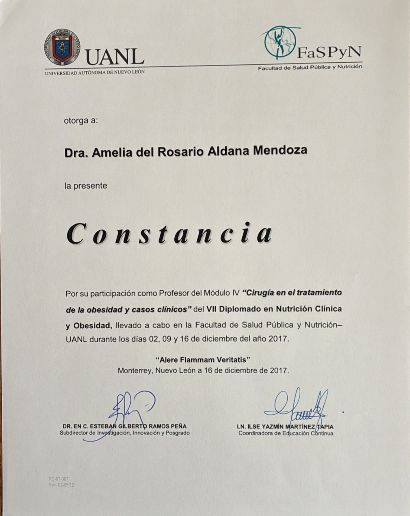 UANL
UNIVERSIDAD AUTÓNOMA DE NUEVO LEÓN
FaSPyN
Facultad de Salud Pública y Nutrición
otorga a:
Dra. Amelia del Rosario Aldana Mendoza
la presente
Constancia
Por su participación como Profesor del Módulo IV "Cirugía en el tratamiento
de la obesidad y casos clínicos" del VII Diplomado en Nutrición Clínica
y Obesidad, llevado a cabo en la Facultad de Salud Pública y Nutrición–
UANL durante los días 02, 09 y 16 de diciembre del año 2017.
"Alere Flammam Veritatis"
Monterrey, Nuevo León a 16 de diciembre de 2017.
DR. EN C. ESTEBAN GILBERTO RAMOS PEÑA
Subdirector de Investigación, Innovación y Posgrado
LN. ILSE YAZMÍN MARTÍNEZ TAPIA
Coordinadora de Educación Continua